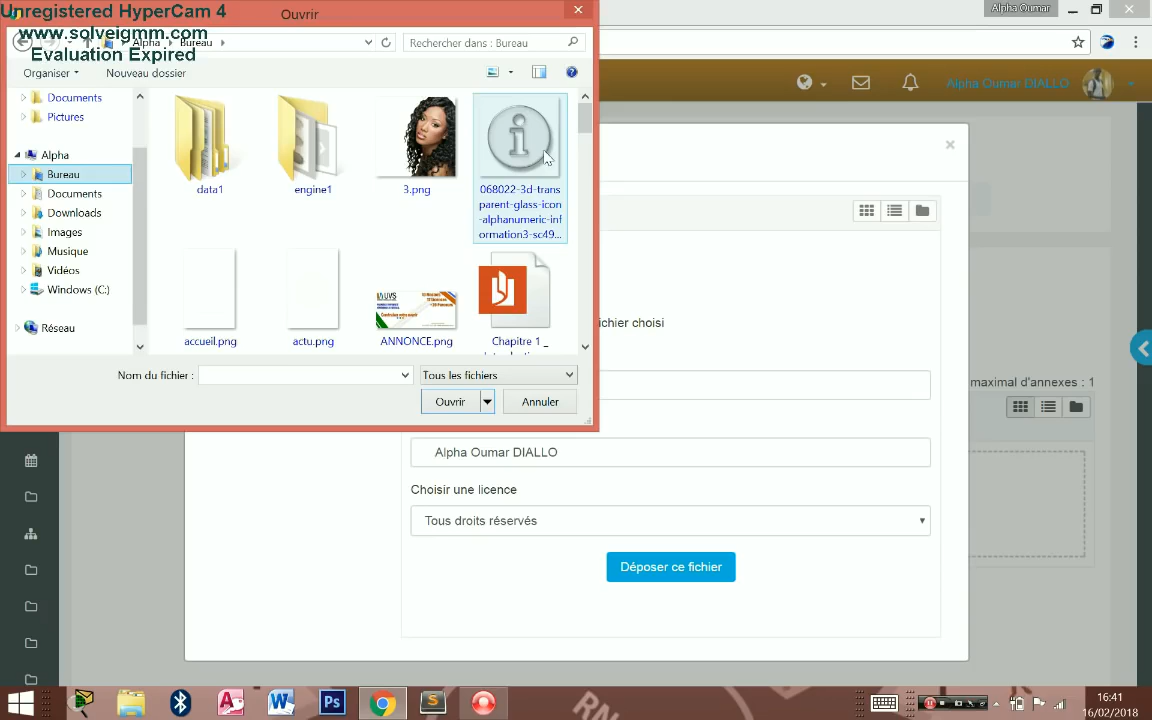 Unregistered HyperCam 4
www.solveigmm.com
Evaluation Expired
Ouvrir
Alpha Oumar
Alpha
Bureau
Rechercher dans : Bureau
Organiser
Nouveau dossier
Alpha Oumar DIALLO
Documents
Pictures
Alpha
Bureau
Documents
Downloads
Images
Musique
Vidéos
Windows (C:)
Réseau
data1
engine1
3.png
068022-3d-trans
parent-glass-icon
-alphanumeric-inf
ormation3-sc49...
accueil.png
actu.png
ANNONCE.png
Chapitre 1 _
Nom du fichier :
Tous les fichiers
Ouvrir
Annuler
ichier choisi
maximal d'annexes : 1
Alpha Oumar DIALLO
Choisir une licence
Tous droits réservés
Déposer ce fichier
Ps
16:41
16/02/2018